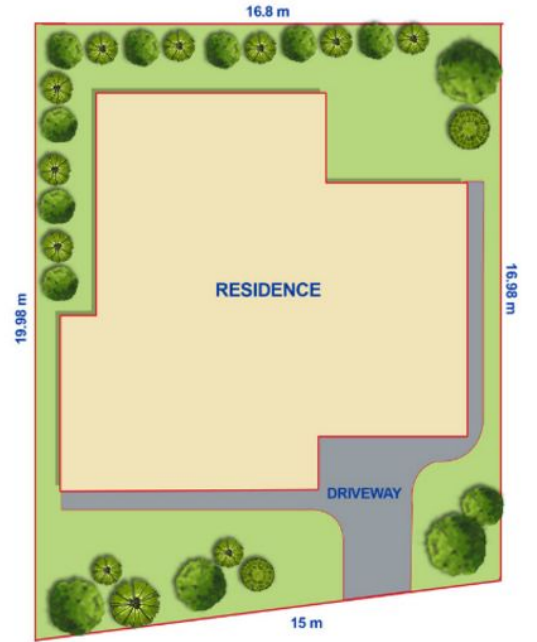 16.8 m
RESIDENCE
19.98 m
16.98 m
DRIVEWAY
15 m